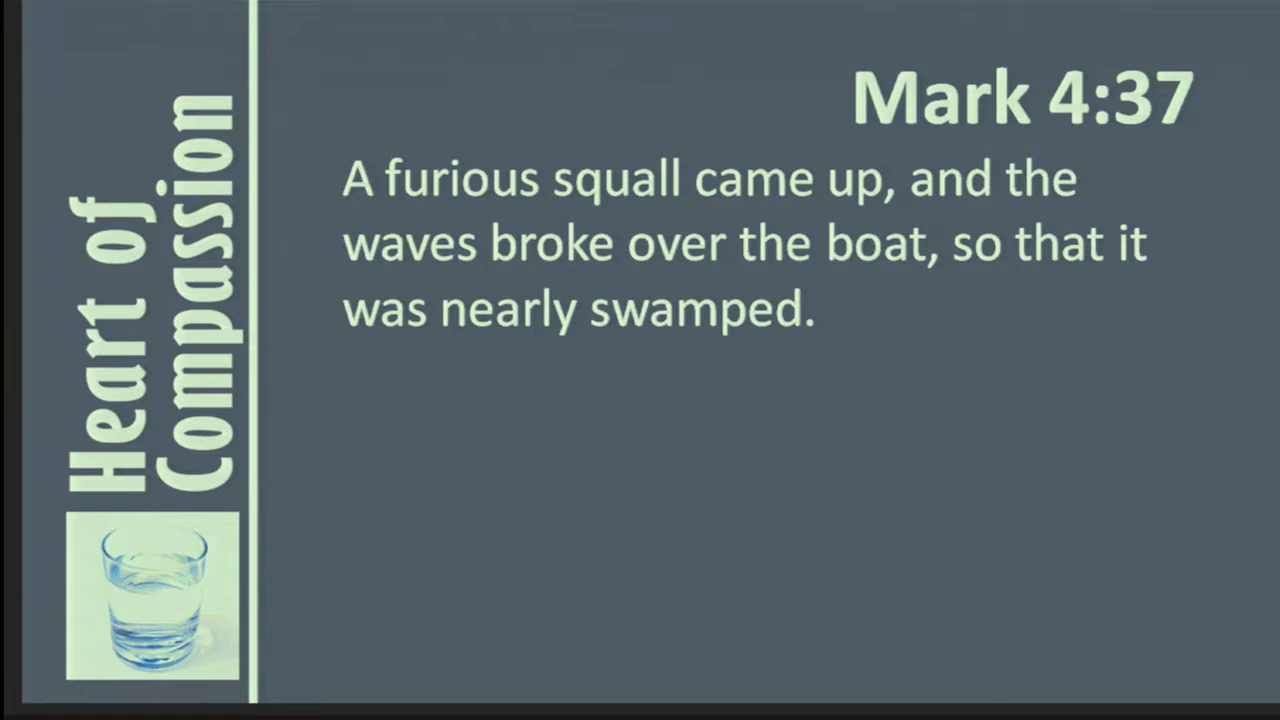 Heart of
Compassion
Mark 4:37
A furious squall came up, and the
waves broke over the boat, so that it
was nearly swamped.